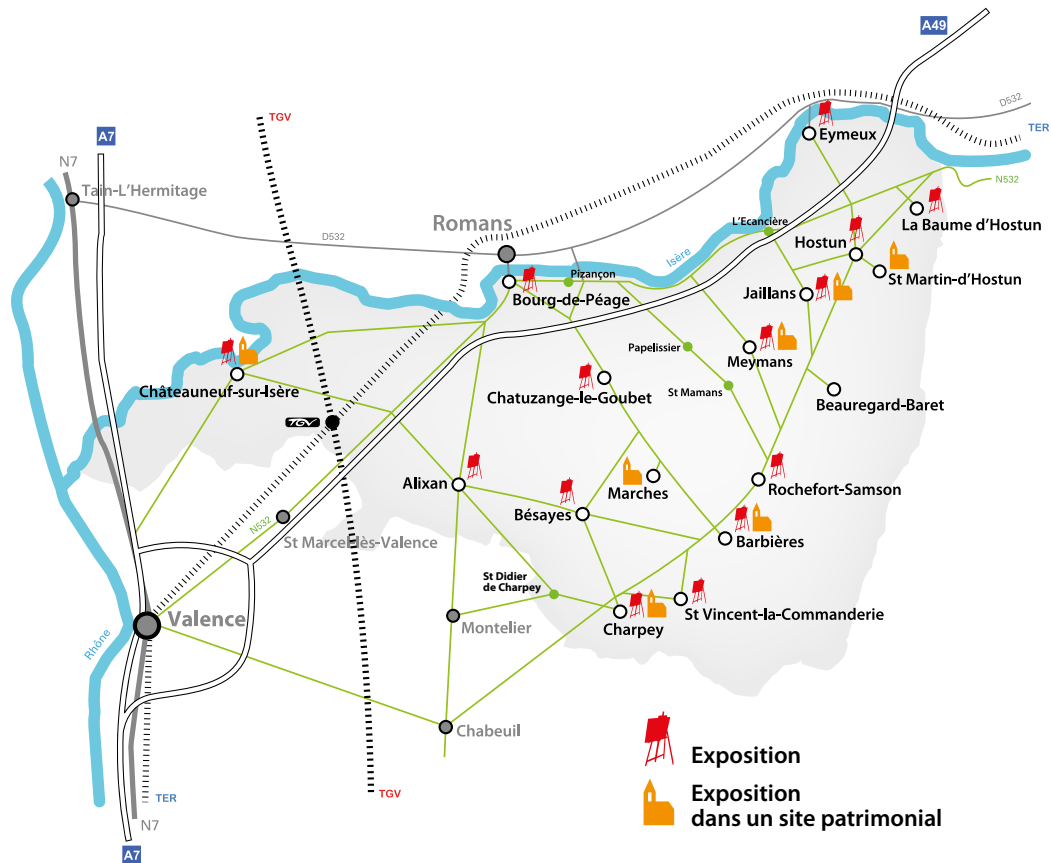 A49
TGV
A7
D532
TER
N7
Eymeux
N532
Tain-L'Hermitage
La Baume d'Hostun
L'Ecancière
Romans
D532
Hostun
Isère
St Martin-d'Hostun
Pizançon
Jaillans
Bourg-de-Péage
Papelissier
Meymans
Châteauneuf-sur-Isère
Chatuzange-le-Goubet
St Mamans
Beauregard-Baret
TGV
Alixan
Marches
Rochefort-Samson
Bésayes
N532
St Marcel-lès-Valence
Barbières
St Didier
de Charpey
St Vincent-la-Commanderie
Valence
Montelier
Charpey
Rhône
Chabeuil
Exposition
Exposition
dans un site patrimonial
TGV
TER
N7
A7